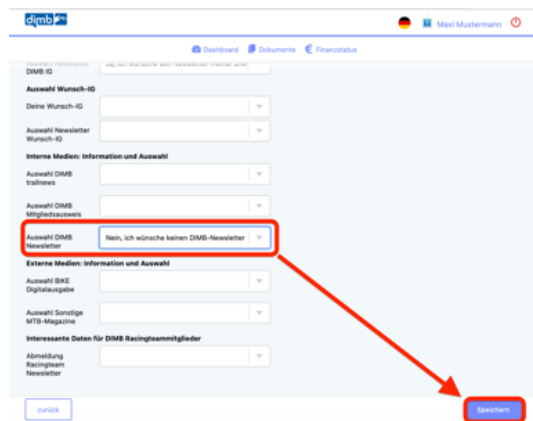 dimb
Maxi Mustermann
Dashboard Dokumente Finanzstatus
DIMB IG
Auswahl Wunsch-IG
Deine Wunsch-IG
Auswahl Newsletter
Wunsch-IG
Interne Medien: Information und Auswahl
Auswahl DIMB
trailnews
Auswahl DIMB
Mitgliedsausweis
Auswahl DIMB
Newsletter
Nein, ich wünsche keinen DIMB-Newsletter
Externe Medien: Information und Auswahl
Auswahl BIKE
Digitalausgabe
Auswahl Sonstige
MTB-Magazine
Interessante Daten für DIMB Racingteammitglieder
Abmeldung
Racingteam
Newsletter
zurück
Speichern